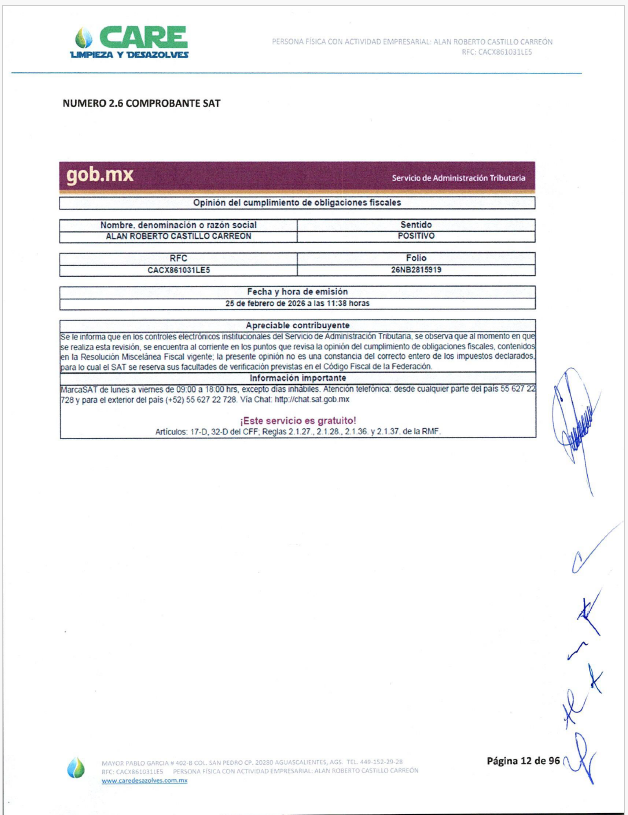 CARE
LIMPIEZA Y DESAZOLVES
PERSONA FÍSICA CON ACTIVIDAD EMPRESARIAL: ALAN ROBERTO CASTILLO CARREÓN
RFC: CACX861031LE5
NUMERO 2.6 COMPROBANTE SAT
gob.mx
Servicio de Administración Tributaria
Opinión del cumplimiento de obligaciones fiscales
Nombre, denominación o razón social
Sentido
ALAN ROBERTO CASTILLO CARREON
POSITIVO
RFC
Folio
CACX861031LE5
26NB2815919
Fecha y hora de emisión
25 de febrero de 2026 a las 11:38 horas
Apreciable contribuyente
Se le informa que en los controles electrónicos institucionales del Servicio de Administración Tributaria, se observa que al momento en que
se realiza esta revisión, se encuentra al corriente en los puntos que revisa la opinión del cumplimiento de obligaciones fiscales, contenidos
en la Resolución Miscelánea Fiscal vigente; la presente opinión no es una constancia del correcto entero de los impuestos declarados,
para lo cual el SAT se reserva sus facultades de verificación previstas en el Código Fiscal de la Federación.
Información importante
MarcaSAT de lunes a viernes de 09:00 a 18:00 hrs, excepto días inhábiles. Atención telefónica: desde cualquier parte del país 55 627 22
728 y para el exterior del país (+52) 55 627 22 728. Vía Chat: http://chat.sat.gob.mx
¡Este servicio es gratuito!
Artículos: 17-D, 32-D del CFF, Reglas 2.1.27., 2.1.28., 2.1.36. y 2.1.37. de la RMF.
MAYOR PABLO GARCIA # 402-B COL. SAN PEDRO CP. 20280 AGUASCALIENTES, AGS. TEL. 449-152-29-28
RFC: CACX861031LE5 PERSONA FÍSICA CON ACTIVIDAD EMPRESARIAL: ALAN ROBERTO CASTILLO CARREÓN
www.caredesazolves.com.mx
Página 12 de 96